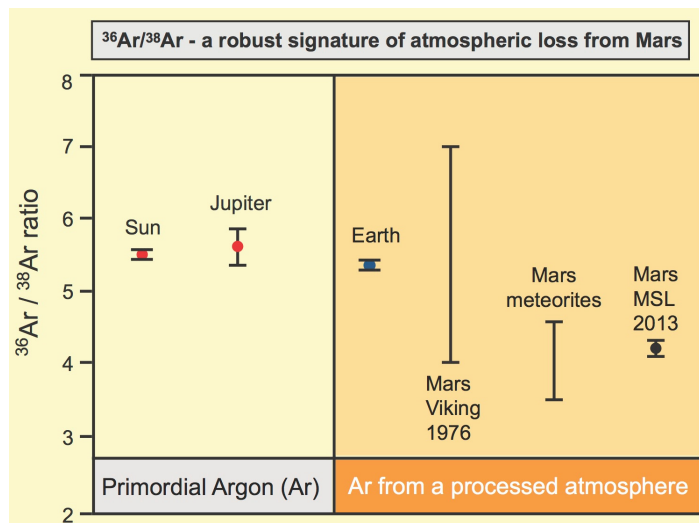 ³⁶Ar/³⁸Ar - a robust signature of atmospheric loss from Mars
³⁶Ar / ³⁸Ar ratio
8
7
6
5
4
3
2
Sun
Jupiter
Earth
Mars
Viking
1976
Mars
meteorites
Mars
MSL
2013
Primordial Argon (Ar)
Ar from a processed atmosphere